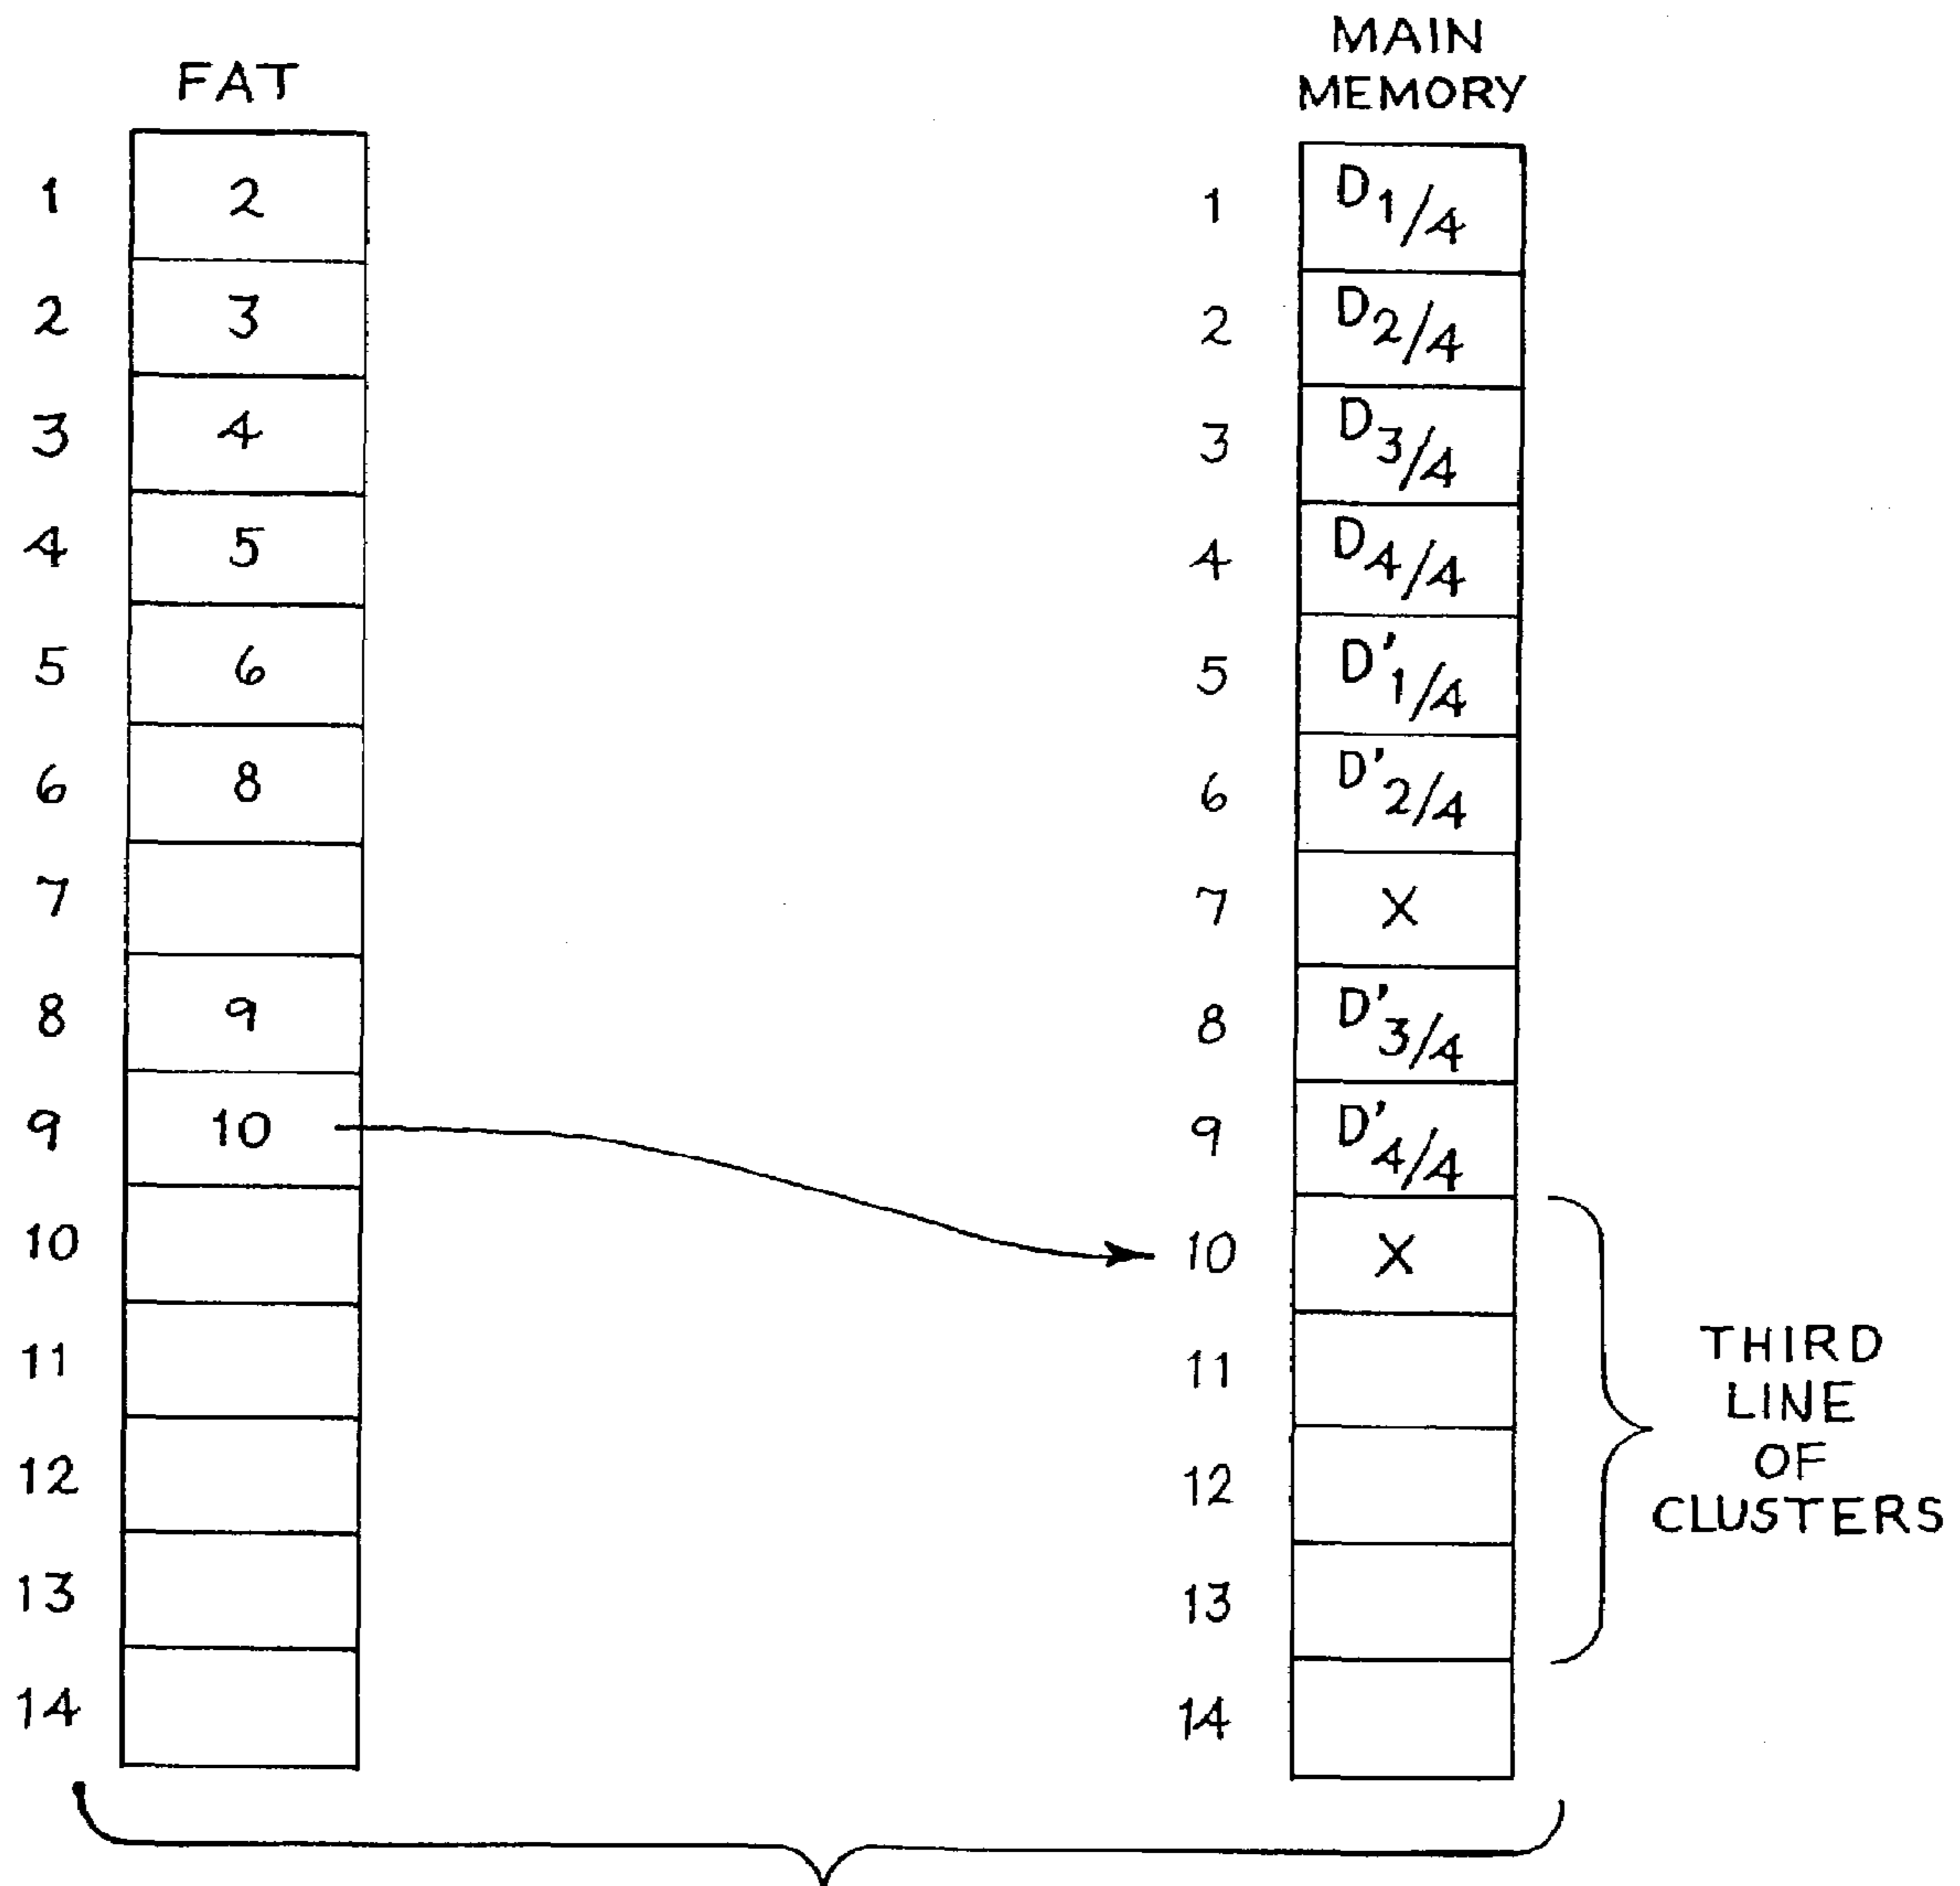 FAT
1 2
2 3
3 4
4 5
5 6
6 8
7
8 9
9 10
10
11
12
13
14
MAIN
MEMORY
1 D1/4
2 D2/4
3 D3/4
4 D4/4
5 D'1/4
6 D'2/4
7 X
8 D'3/4
9 D'4/4
10 X
11
12
13
14
THIRD
LINE
OF
CLUSTERS